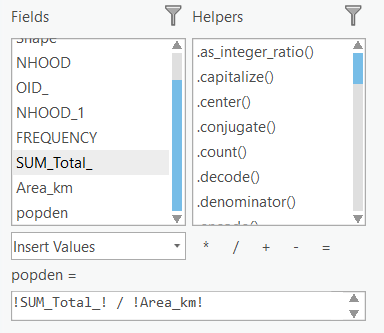 Fields
Helpers
Shape
NHOOD
OID_
NHOOD_1
FREQUENCY
SUM_Total_
Area_km
popden
.as_integer_ratio()
.capitalize()
.center()
.conjugate()
.count()
.decode()
.denominator()
.encode()
Insert Values
* / + - =
popden =
!SUM_Total_! / !Area_km!